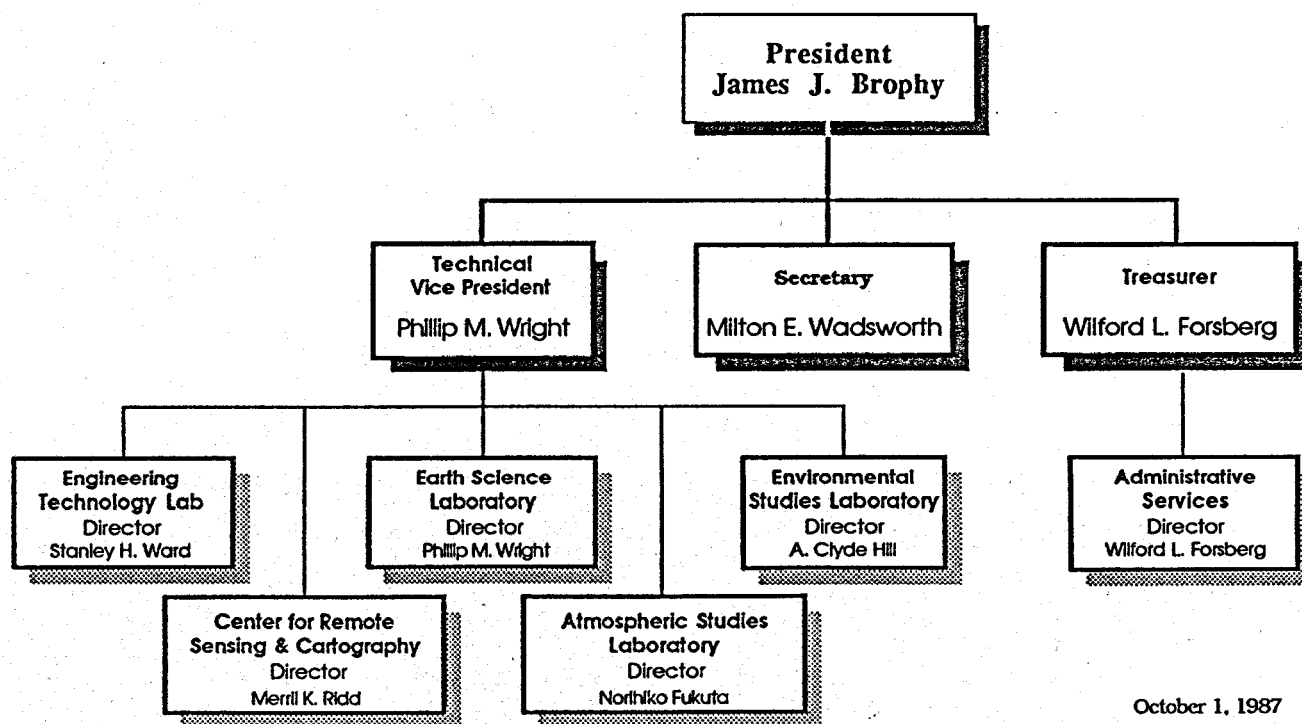 President
James J. Brophy
Technical
Vice President
Phillip M. Wright
Secretary
Milton E. Wadsworth
Treasurer
Wilford L. Forsberg
Engineering
Technology Lab
Director
Stanley H. Ward
Earth Science
Laboratory
Director
Phillip M. Wright
Environmental
Studies Laboratory
Director
A. Clyde Hill
Administrative
Services
Director
Wilford L. Forsberg
Center for Remote
Sensing & Cartography
Director
Merrill K. Ridd
Atmospheric Studies
Laboratory
Director
Norihiko Fukuta
October 1, 1987